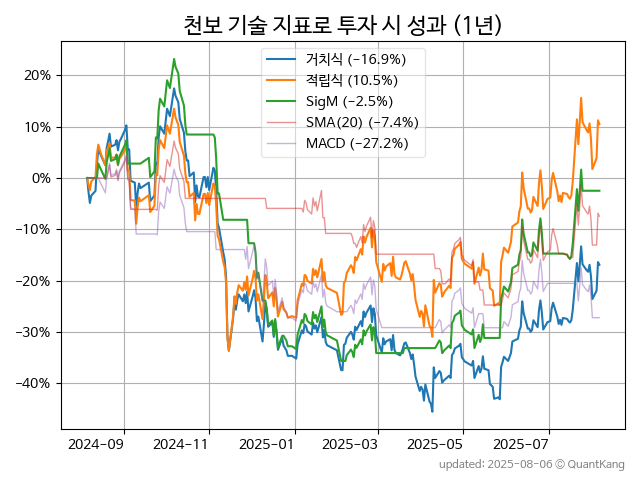 천보 기술 지표로 투자 시 성과 (1년)
거치식 (−16.9%)
적립식 (10.5%)
SigM (−2.5%)
SMA(20) (−7.4%)
MACD (−27.2%)
20%
10%
0%
−10%
−20%
−30%
−40%
2024-09 2024-11 2025-01 2025-03 2025-05 2025-07
updated: 2025-08-06 © QuantKang